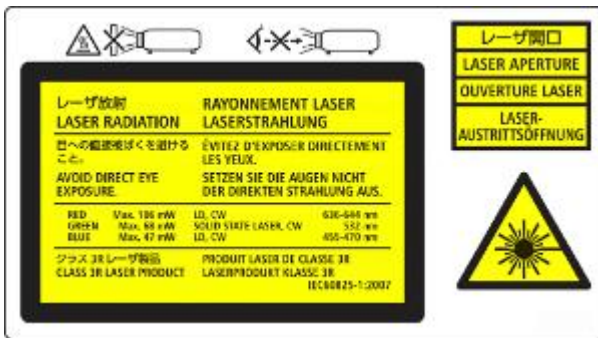 レーザ放射
LASER RADIATION
RAYONNEMENT LASER
LASERSTRAHLUNG
目への直接被ばくを避ける
こと。
AVOID DIRECT EYE
EXPOSURE.
ÉVITEZ D'EXPOSER DIRECTEMENT
LES YEUX.
SETZEN SIE DIE AUGEN NICHT
DER DIREKTEN STRAHLUNG AUS.
RED Max. 106 mW LD, CW 636-644 nm
GREEN Max. 68 mW SOLID STATE LASER, CW 532 nm
BLUE Max. 47 mW LD, CW 455-470 nm
クラス 3R レーザ製品
CLASS 3R LASER PRODUCT
PRODUIT LASER DE CLASSE 3R
LASERPRODUKT KLASSE 3R
IEC60825-1:2007
レーザ開口
LASER APERTURE
OUVERTURE LASER
LASER-
AUSTRITTSÖFFNUNG